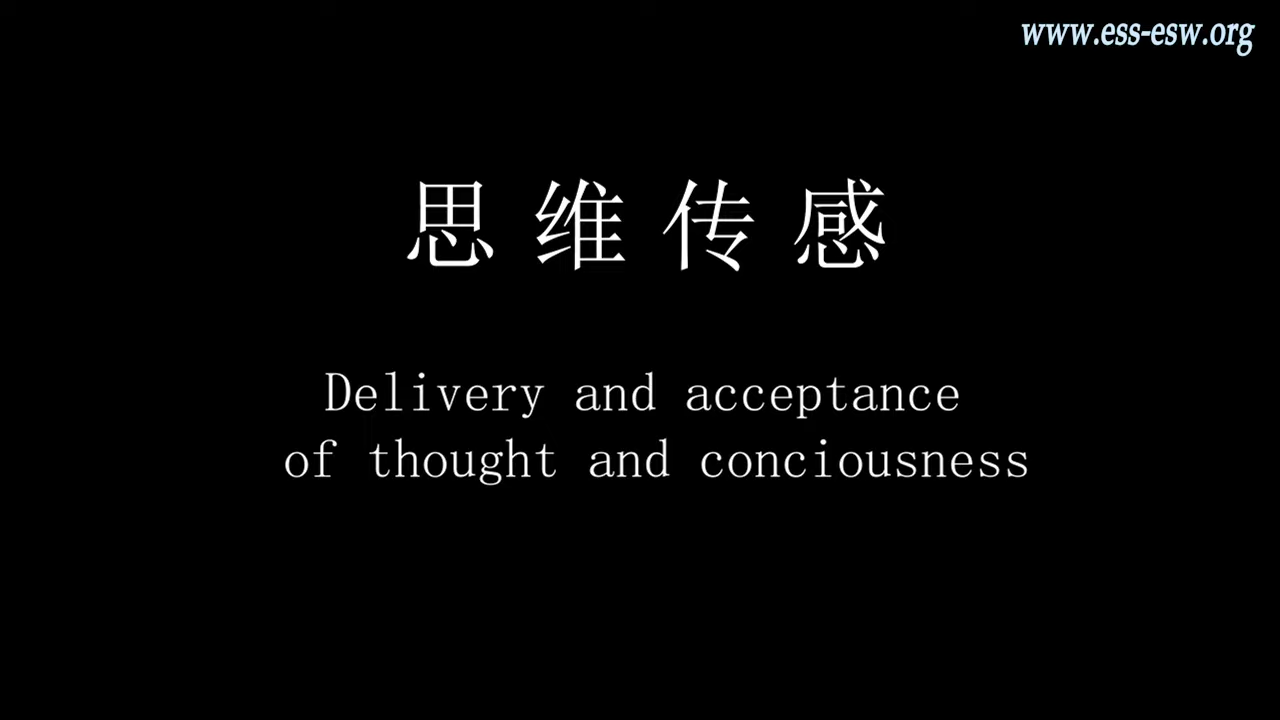 www.ess-esw.org
思维传感
Delivery and acceptance
of thought and conciousness